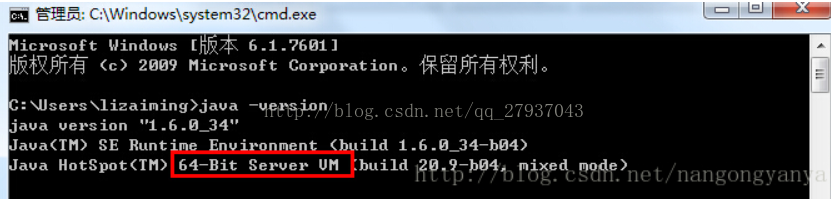 管理员: C:\Windows\system32\cmd.exe
Microsoft Windows [版本 6.1.7601]
版权所有 (c) 2009 Microsoft Corporation。保留所有权利。
C:\Users\lizaiming>java -version
http://blog.csdn.net/qq_27937043
java version "1.6.0_34"
Java(TM) SE Runtime Environment (build 1.6.0_34-b04)
Java HotSpot(TM) 64-Bit Server VM (build 20.9-b04, mixed mode)
http://blog.csdn.net/nangongyanya